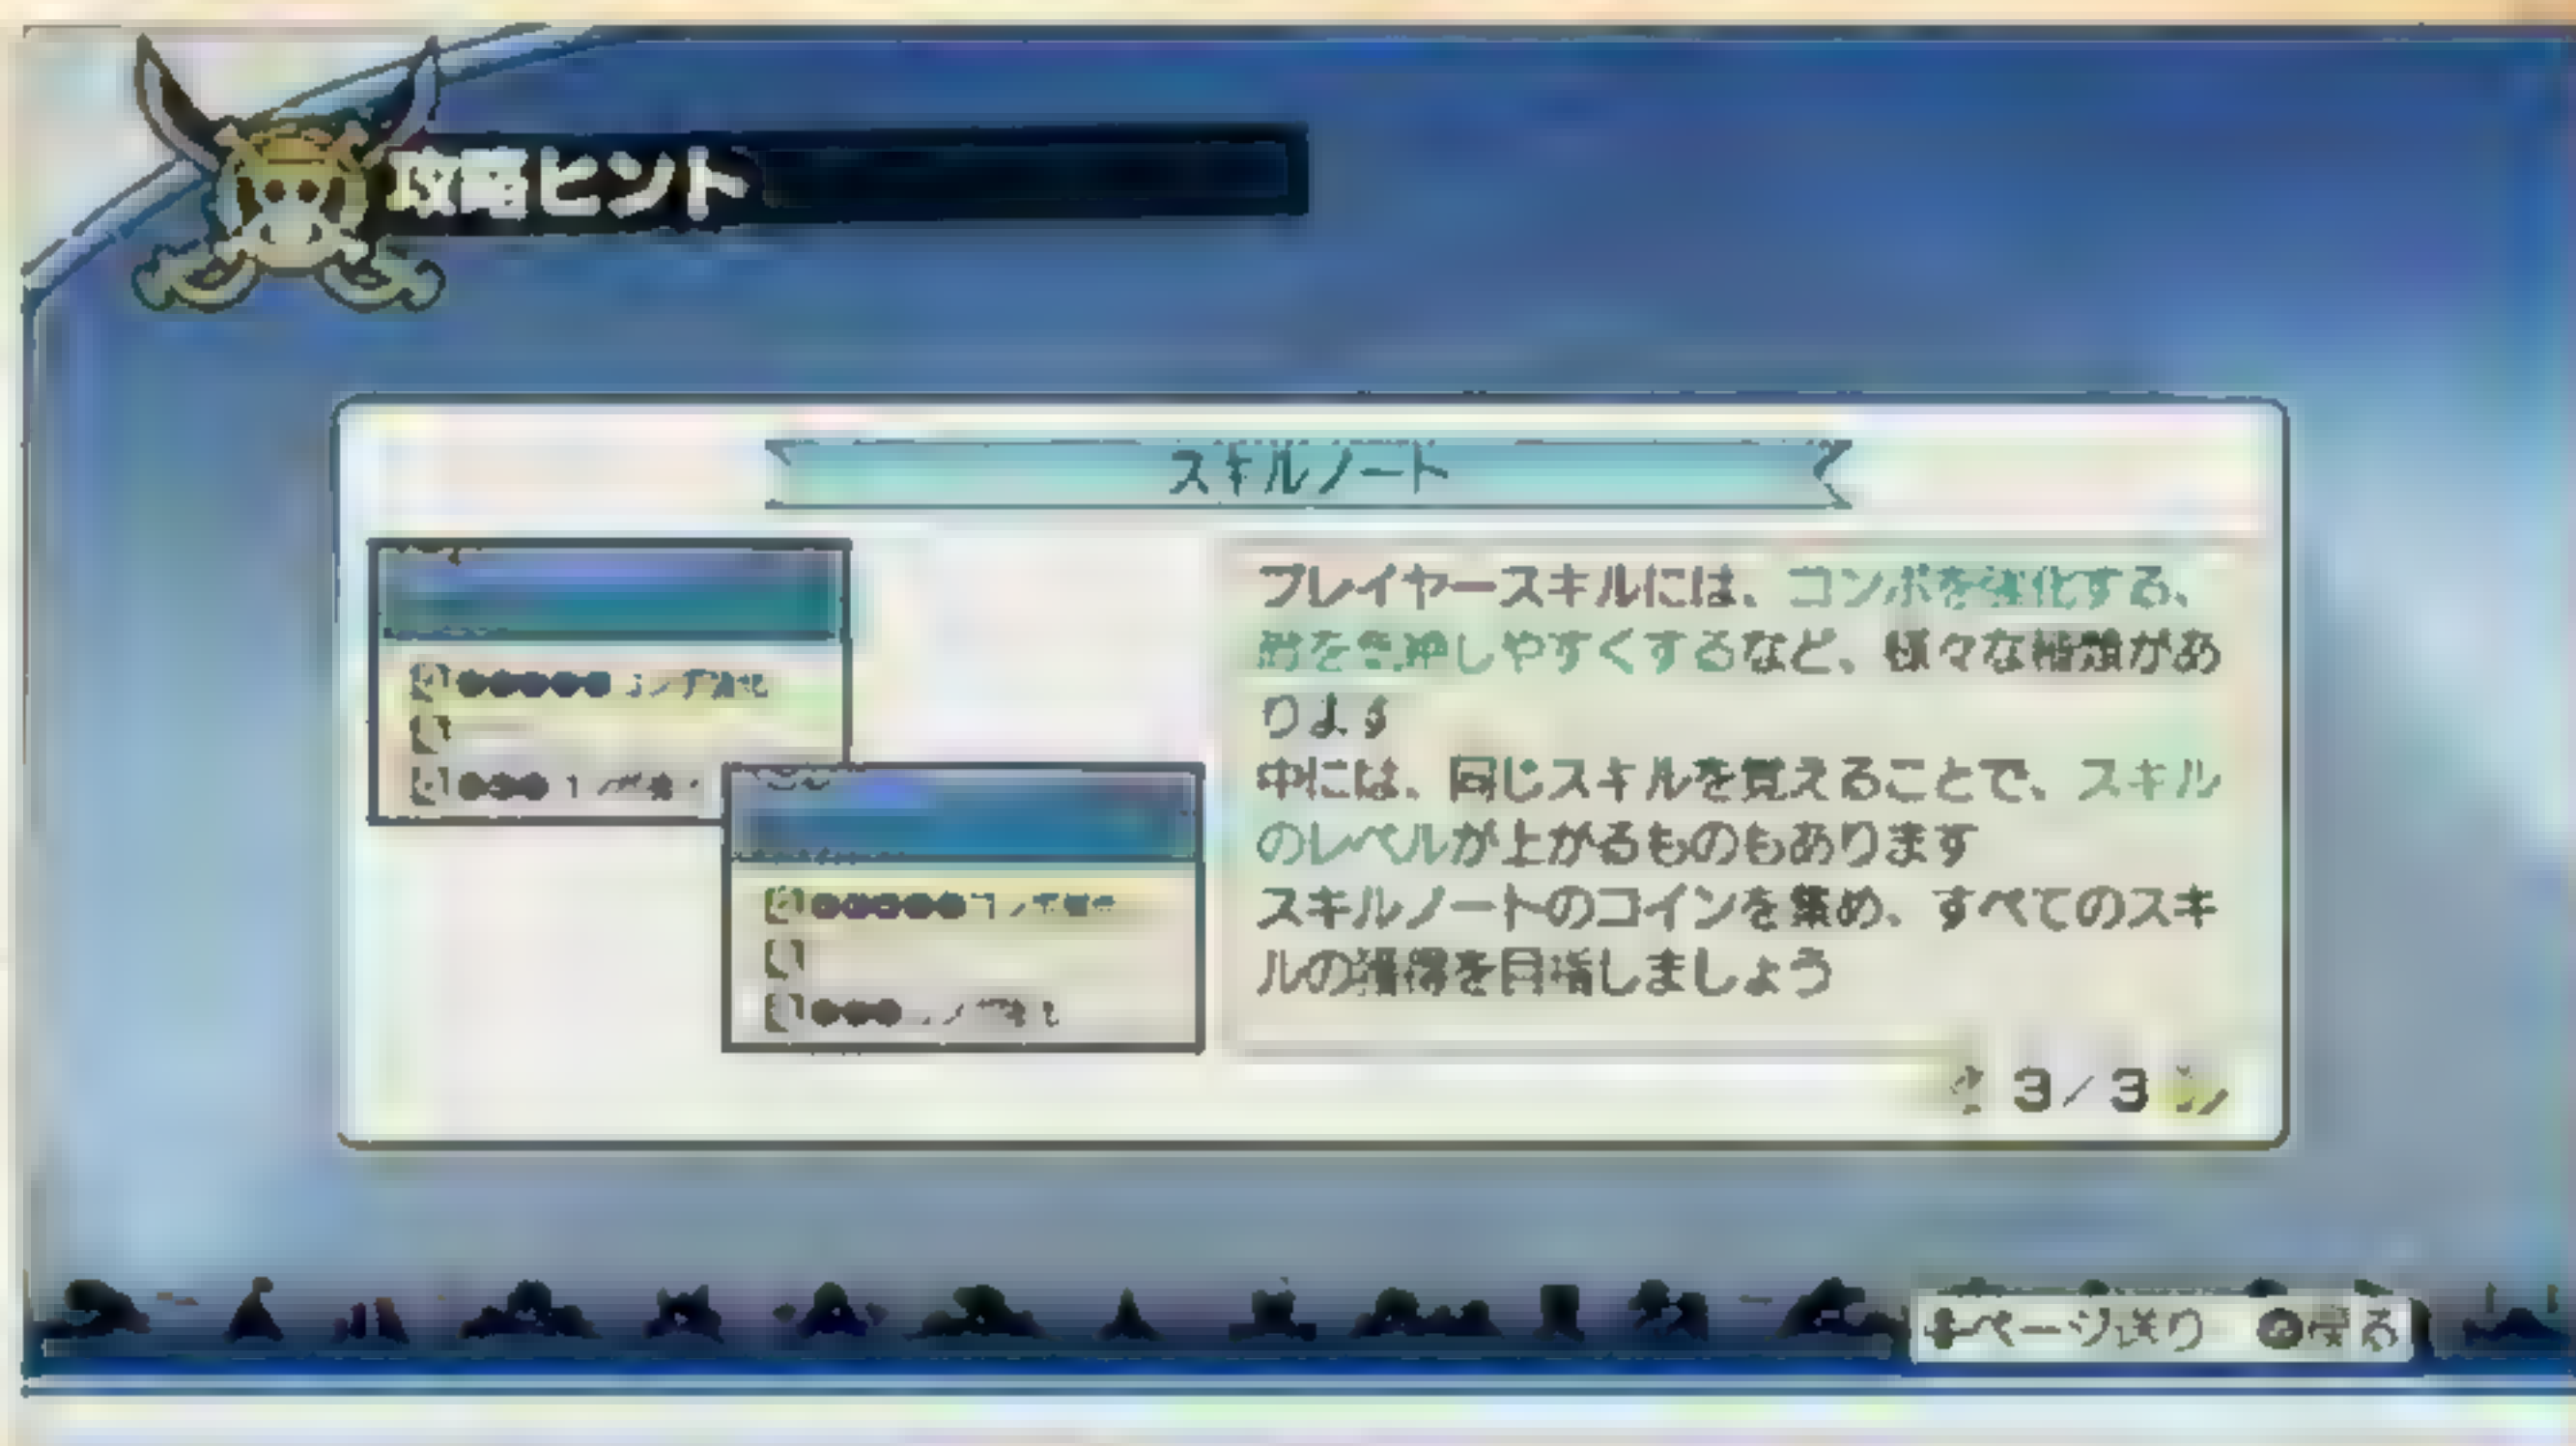 攻略ヒント
スキルノート
プレイヤースキルには、コンボを強化する、
しやすくするなど、様々な種類があ
ります
中には、同じスキルを覚えることで、スキル
のレベルが上がるものもあります
スキルノートのコインを集め、すべてのスキ
ルの獲得を目指しましょう
3/3
ページ送り 戻る